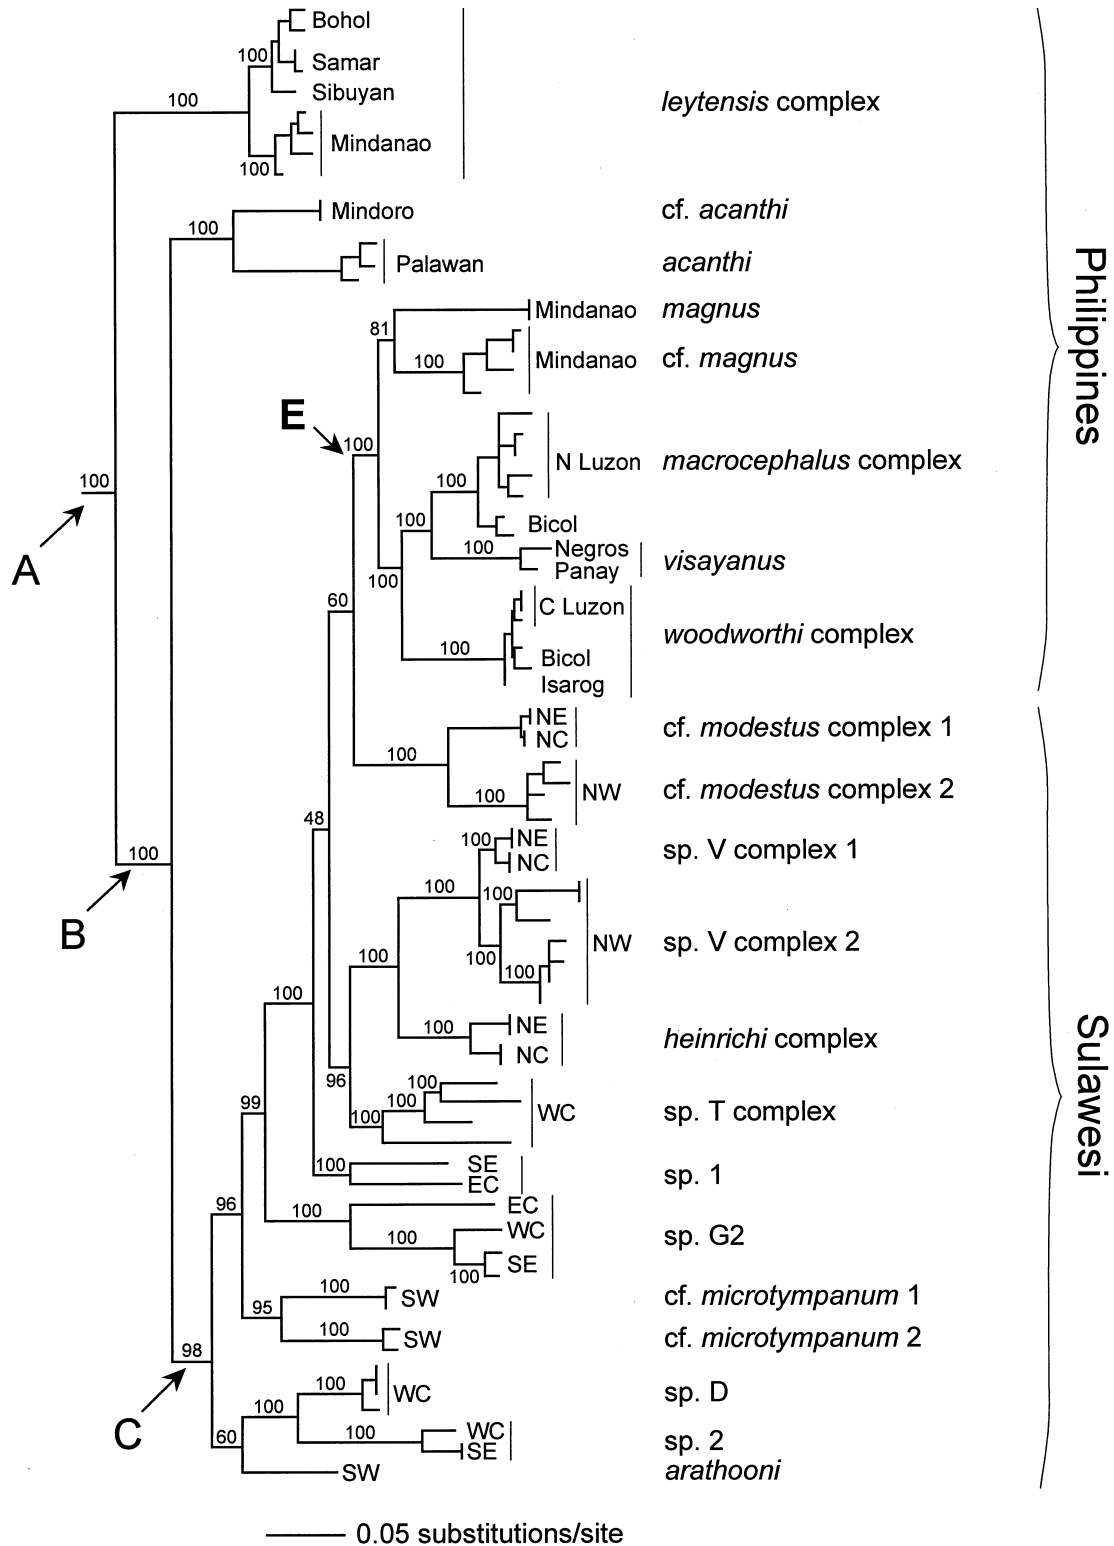 Bohol
100
Samar
Sibuyan
100
leytensis complex
Mindanao
100
Mindoro
cf. acanthi
100
Palawan
acanthi
Philippines
Mindanao
magnus
81
Mindanao
cf. magnus
100
E
100
N Luzon
macrocephalus complex
100
100
Bicol
100
Negros
Panay
visayanus
A
100
60
C Luzon
woodworthi complex
100
Bicol
Isarog
NE
NC
cf. modestus complex 1
100
NW
cf. modestus complex 2
100
48
100
NE
NC
sp. V complex 1
100
B
100
100
NW
sp. V complex 2
100
100
100
100
NE
NC
heinrichi complex
100
Sulawesi
96
100
100
100
WC
sp. T complex
99
100
SE
EC
sp. 1
96
100
EC
WC
SE
sp. G2
100
100
100
SW
cf. microtympanum 1
95
100
SW
cf. microtympanum 2
98
C
100
WC
sp. D
100
100
WC
SE
sp. 2
60
SW
arathooni
0.05 substitutions/site
100